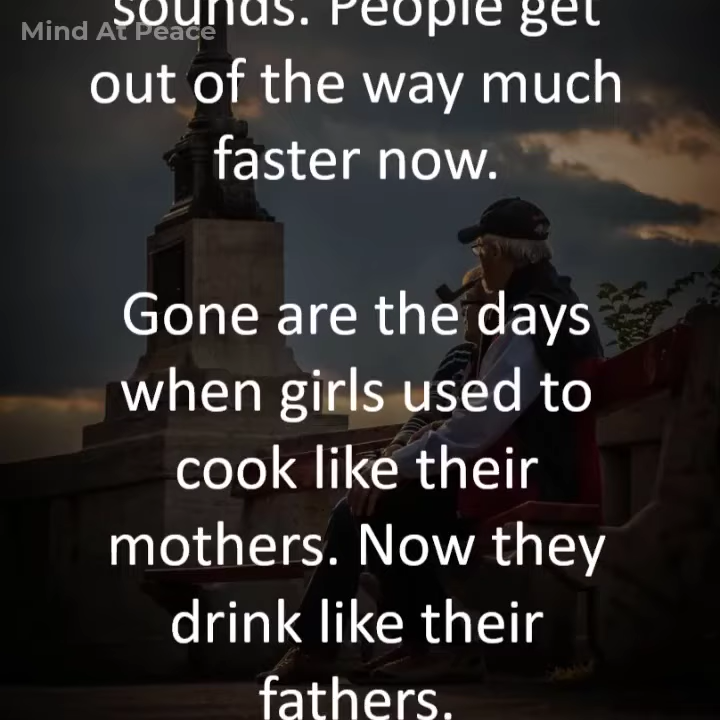 sounds. People get
Mind At Peace
out of the way much
faster now.
Gone are the days
when girls used to
cook like their
mothers. Now they
drink like their
fathers.